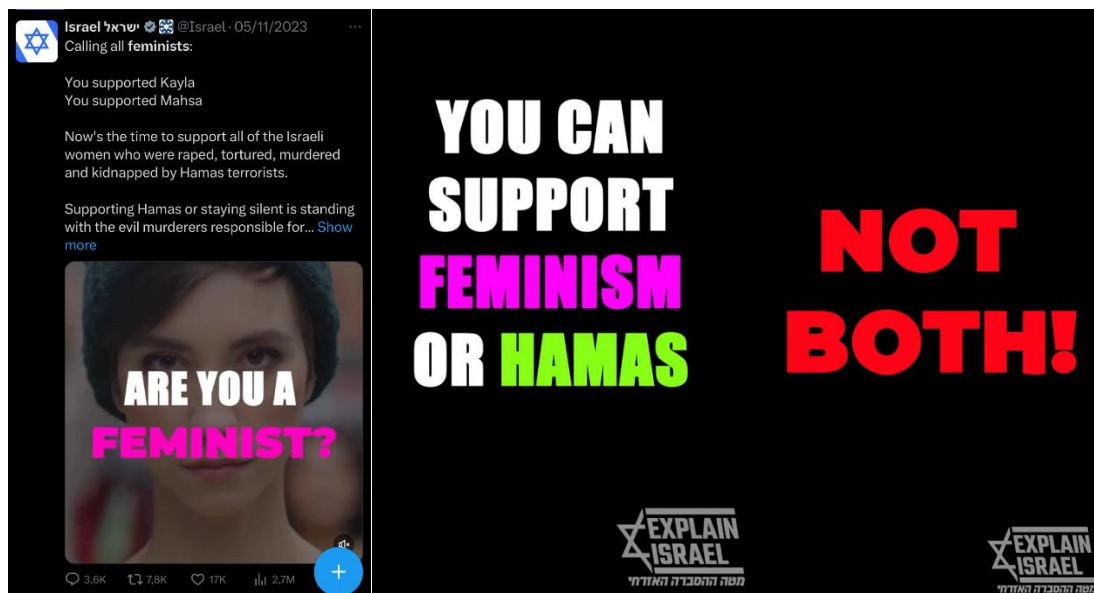 Israel ישראל @Israel · 05/11/2023
Calling all feminists:
You supported Kayla
You supported Mahsa
Now's the time to support all of the Israeli
women who were raped, tortured, murdered
and kidnapped by Hamas terrorists.
Supporting Hamas or staying silent is standing
with the evil murderers responsible for... Show
more
ARE YOU A
FEMINIST?
3,6K 7,8K 17K 2,7M
YOU CAN
SUPPORT
FEMINISM
OR HAMAS
EXPLAIN
ISRAEL
מטה ההסברה האזרחי
NOT
BOTH!
EXPLAIN
ISRAEL
מטה ההסברה האזרחי